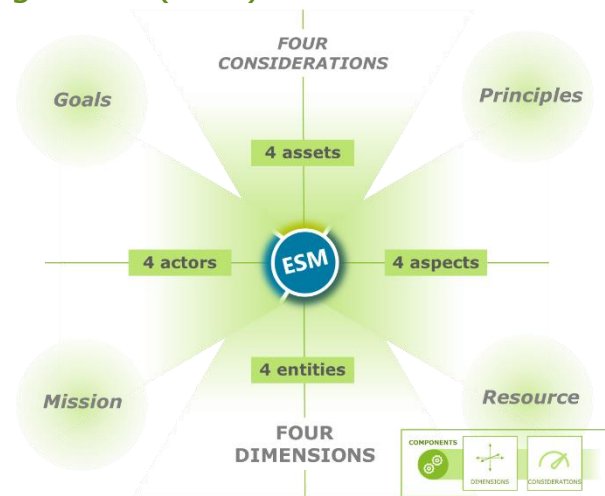 FOUR
CONSIDERATIONS
Goals
Principles
4 assets
4 actors
ESM
4 aspects
4 entities
Mission
Resource
FOUR
DIMENSIONS
COMPONENTS
DIMENSIONS
CONSIDERATIONS